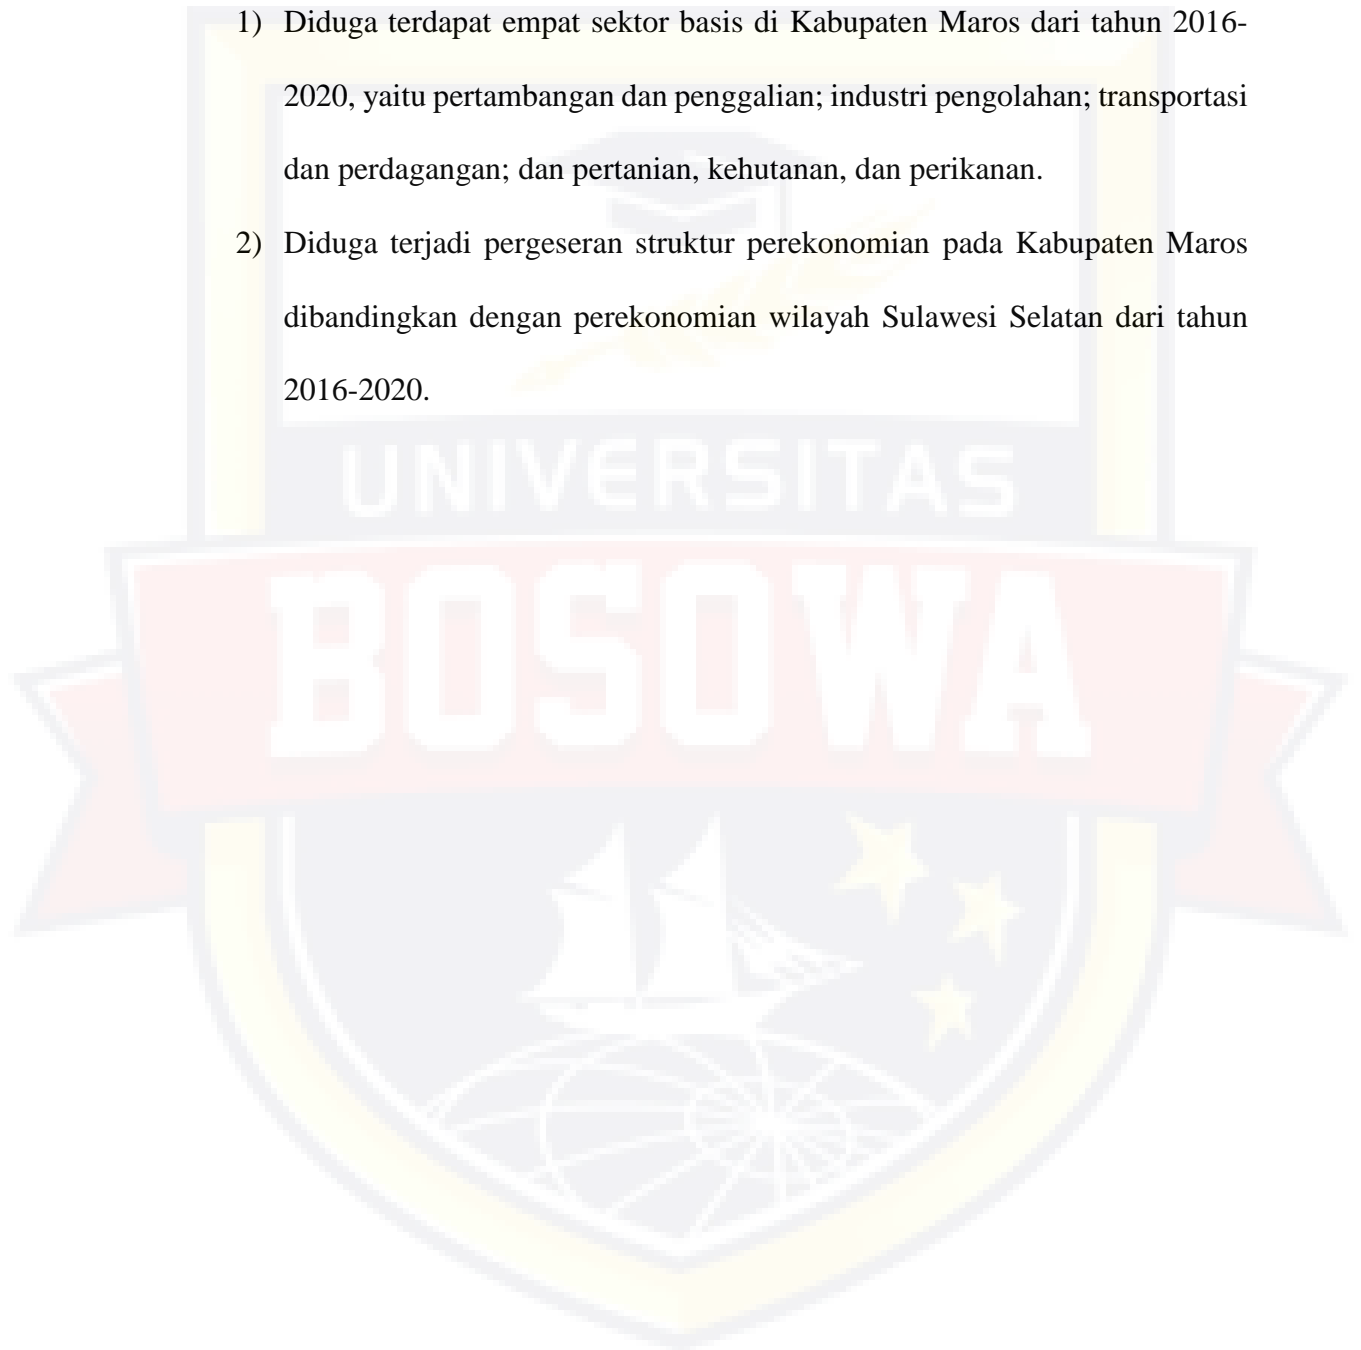 1) Diduga terdapat empat sektor basis di Kabupaten Maros dari tahun 2016-
2020, yaitu pertambangan dan penggalian; industri pengolahan; transportasi
dan perdagangan; dan pertanian, kehutanan, dan perikanan.
2) Diduga terjadi pergeseran struktur perekonomian pada Kabupaten Maros
dibandingkan dengan perekonomian wilayah Sulawesi Selatan dari tahun
2016-2020.
UNIVERSITAS
BOSOWA